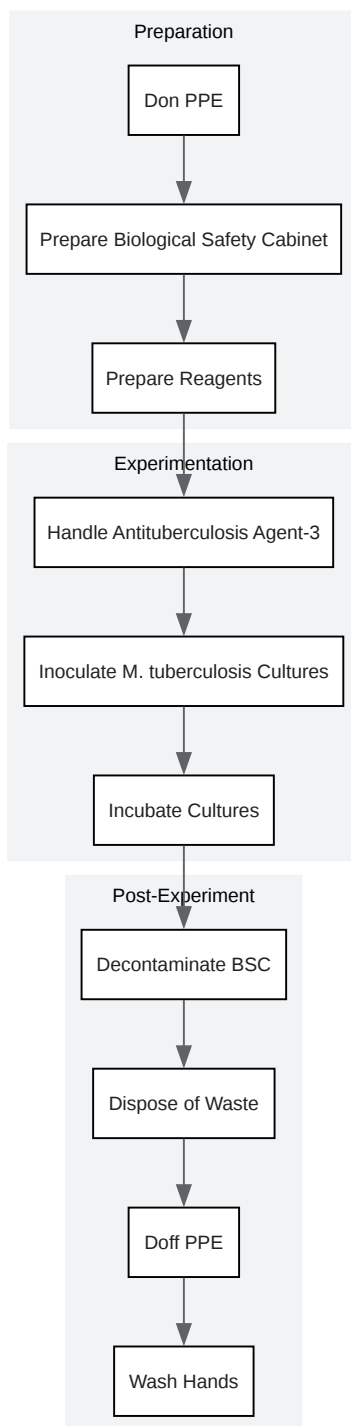 Preparation
Don PPE
Prepare Biological Safety Cabinet
Prepare Reagents
Experimentation
Handle Antituberculosis Agent-3
Inoculate M. tuberculosis Cultures
Incubate Cultures
Post-Experiment
Decontaminate BSC
Dispose of Waste
Doff PPE
Wash Hands